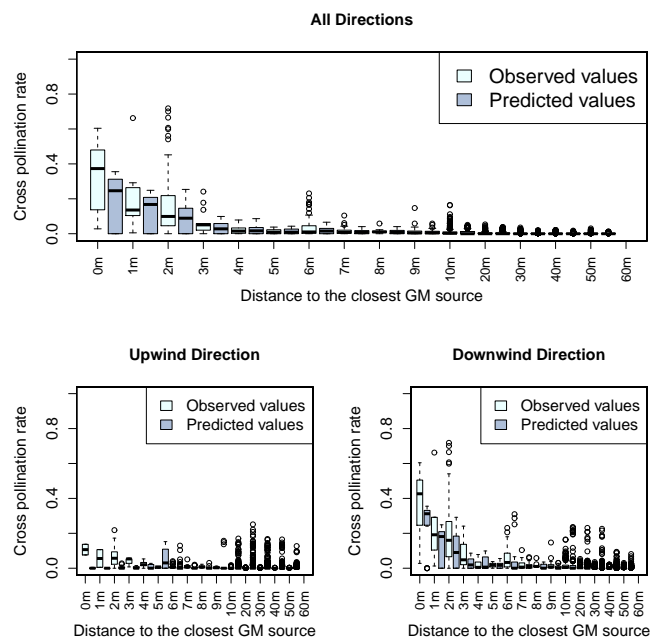 All Directions
Cross pollination rate
0.0
0.4
0.8
Observed values
Predicted values
0m 1m 2m 3m 4m 5m 6m 7m 8m 9m 10m 20m 30m 40m 50m 60m
Distance to the closest GM source
Upwind Direction
Cross pollination rate
0.0
0.4
0.8
Observed values
Predicted values
0m 1m 2m 3m 4m 5m 6m 7m 8m 9m 10m 20m 30m 40m 50m 60m
Distance to the closest GM source
Downwind Direction
Cross pollination rate
0.0
0.4
0.8
Observed values
Predicted values
0m 1m 2m 3m 4m 5m 6m 7m 8m 9m 10m 20m 30m 40m 50m 60m
Distance to the closest GM source